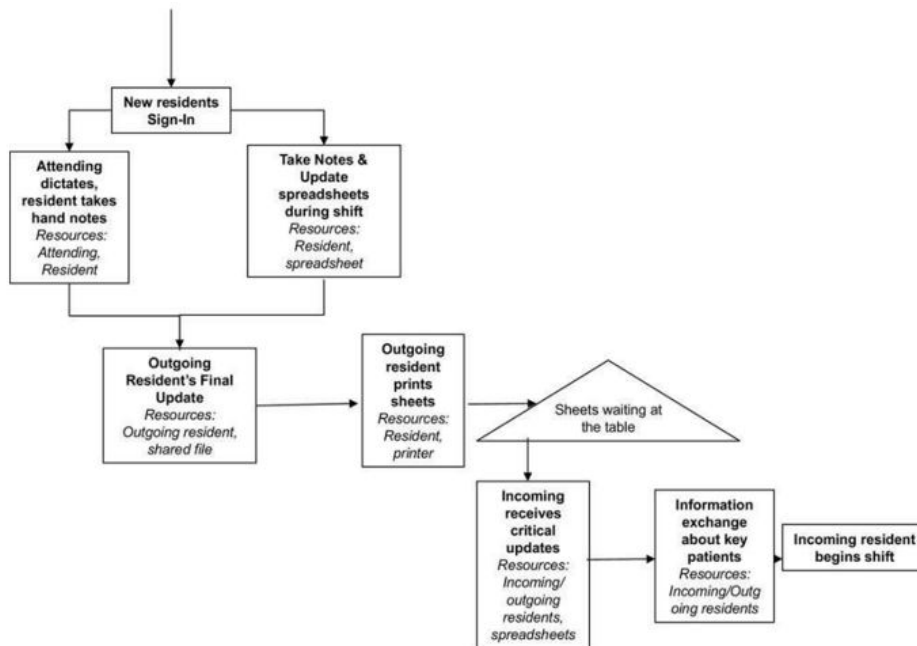 New residents
Sign-In
Attending
dictates,
resident takes
hand notes
Resources:
Attending,
Resident
Take Notes &
Update
spreadsheets
during shift
Resources:
Resident,
spreadsheet
Outgoing
Resident's Final
Update
Resources:
Outgoing resident,
shared file
Outgoing
resident
prints
sheets
Resources:
Resident,
printer
Sheets waiting at
the table
Incoming
receives
critical
updates
Resources:
Incoming/
outgoing
residents,
spreadsheets
Information
exchange
about key
patients
Resources:
Incoming/Outg
oing residents
Incoming resident
begins shift